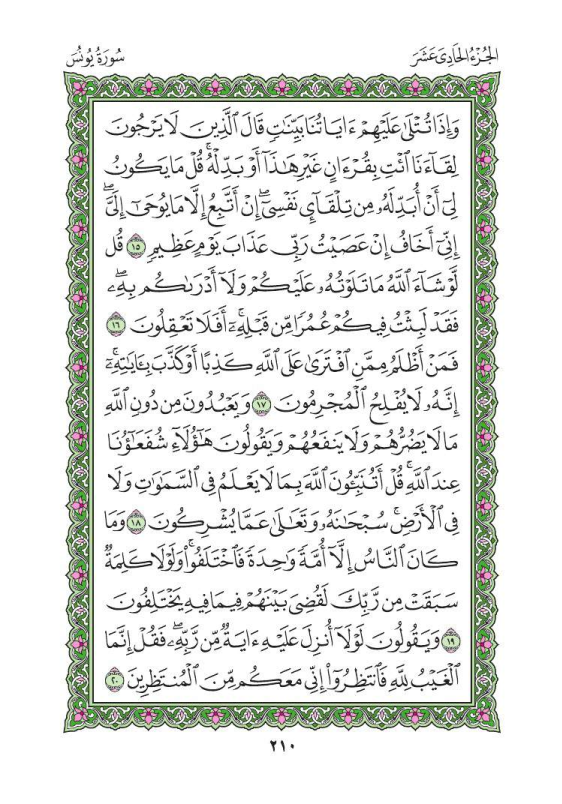 الجُزْءُ الحَادِىَ عَشَرَ
سُورَةُ يُونُسَ
وَإِذَا تُتْلَىٰ عَلَيْهِمْ ءَايَاتُنَا بَيِّنَٰتٍ قَالَ ٱلَّذِينَ لَا يَرْجُونَ
لِقَآءَنَا ٱئْتِ بِقُرْءَانٍ غَيْرِ هَٰذَآ أَوْ بَدِّلْهُ ۚ قُلْ مَا يَكُونُ
لِىٓ أَنْ أُبَدِّلَهُۥ مِن تِلْقَآئِ نَفْسِىٓ ۖ إِنْ أَتَّبِعُ إِلَّا مَا يُوحَىٰٓ إِلَىَّ ۖ
إِنِّىٓ أَخَافُ إِنْ عَصَيْتُ رَبِّى عَذَابَ يَوْمٍ عَظِيمٍ ١٥ قُل
لَّوْ شَآءَ ٱللَّهُ مَا تَلَوْتُهُۥ عَلَيْكُمْ وَلَآ أَدْرَىٰكُم بِهِۦ ۖ
فَقَدْ لَبِثْتُ فِيكُمْ عُمُرًا مِّن قَبْلِهِۦٓ ۚ أَفَلَا تَعْقِلُونَ ١٦
فَمَنْ أَظْلَمُ مِمَّنِ ٱفْتَرَىٰ عَلَى ٱللَّهِ كَذِبًا أَوْ كَذَّبَ بِـَٔايَٰتِهِۦٓ ۚ
إِنَّهُۥ لَا يُفْلِحُ ٱلْمُجْرِمُونَ ١٧ وَيَعْبُدُونَ مِن دُونِ ٱللَّهِ
مَا لَا يَضُرُّهُمْ وَلَا يَنفَعُهُمْ وَيَقُولُونَ هَٰٓؤُلَآءِ شُفَعَٰٓؤُنَا
عِندَ ٱللَّهِ ۚ قُلْ أَتُنَبِّـُٔونَ ٱللَّهَ بِمَا لَا يَعْلَمُ فِى ٱلسَّمَٰوَٰتِ وَلَا
فِى ٱلْأَرْضِ ۚ سُبْحَٰنَهُۥ وَتَعَٰلَىٰ عَمَّا يُشْرِكُونَ ١٨ وَمَا
كَانَ ٱلنَّاسُ إِلَّآ أُمَّةً وَٰحِدَةً فَٱخْتَلَفُوا۟ ۚ وَلَوْلَا كَلِمَةٌ
سَبَقَتْ مِن رَّبِّكَ لَقُضِىَ بَيْنَهُمْ فِيمَا فِيهِ يَخْتَلِفُونَ
١٩ وَيَقُولُونَ لَوْلَآ أُنزِلَ عَلَيْهِ ءَايَةٌ مِّن رَّبِّهِۦ ۖ فَقُلْ إِنَّمَا
ٱلْغَيْبُ لِلَّهِ فَٱنتَظِرُوٓا۟ إِنِّى مَعَكُم مِّنَ ٱلْمُنتَظِرِينَ ٢٠
٢١٠